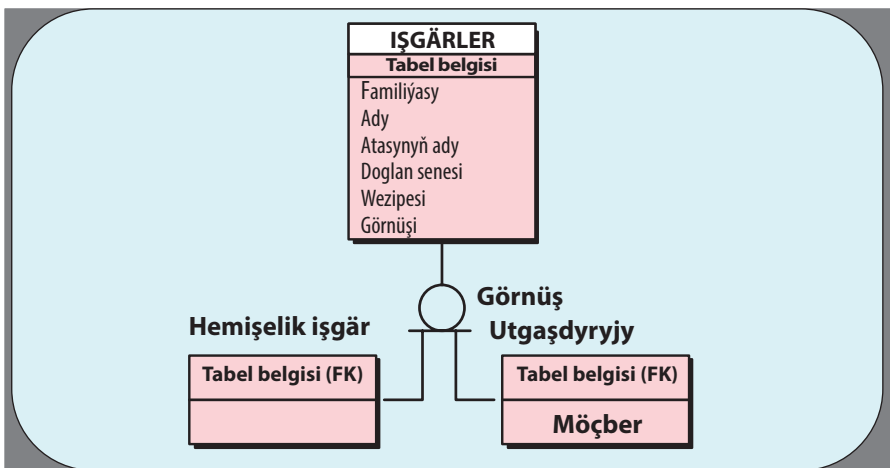 IŞGÄRLER
Tabel belgisi
Familiýasy
Ady
Atasynyň ady
Doglan senesi
Wezipesi
Görnüşi
Görnüş
Hemişelik işgär
Utgaşdyryjy
Tabel belgisi (FK)
Tabel belgisi (FK)
Möçber